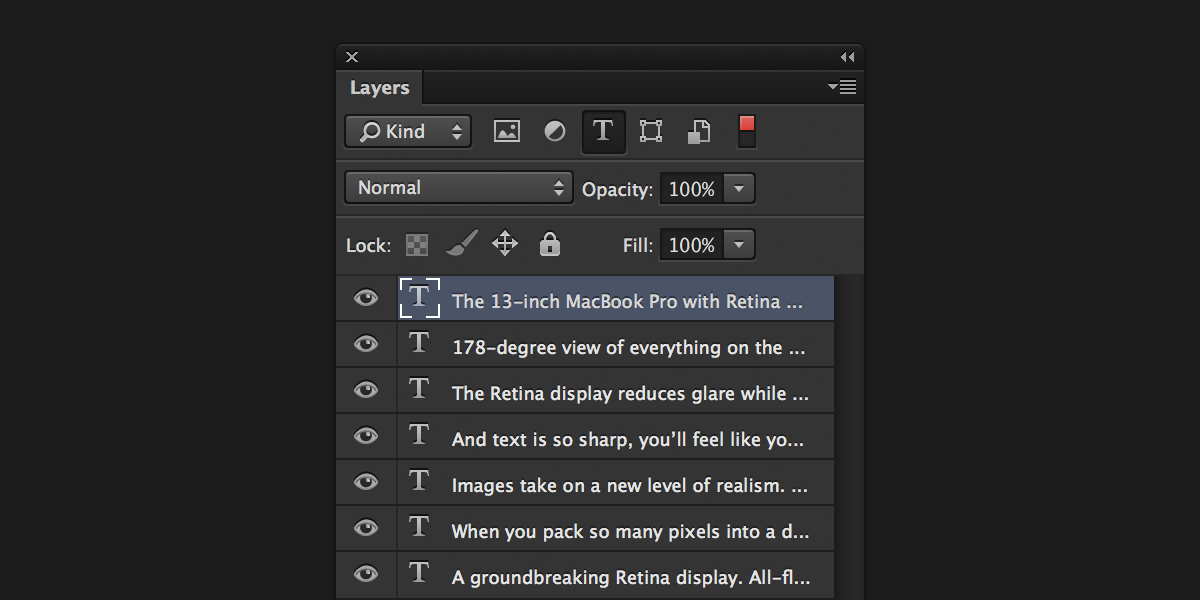 Layers
Kind
T
Normal
Opacity: 100%
Lock:
Fill: 100%
T The 13-inch MacBook Pro with Retina ...
T 178-degree view of everything on the ...
T The Retina display reduces glare while ...
T And text is so sharp, you’ll feel like yo...
T Images take on a new level of realism. ...
T When you pack so many pixels into a d...
T A groundbreaking Retina display. All-fl...